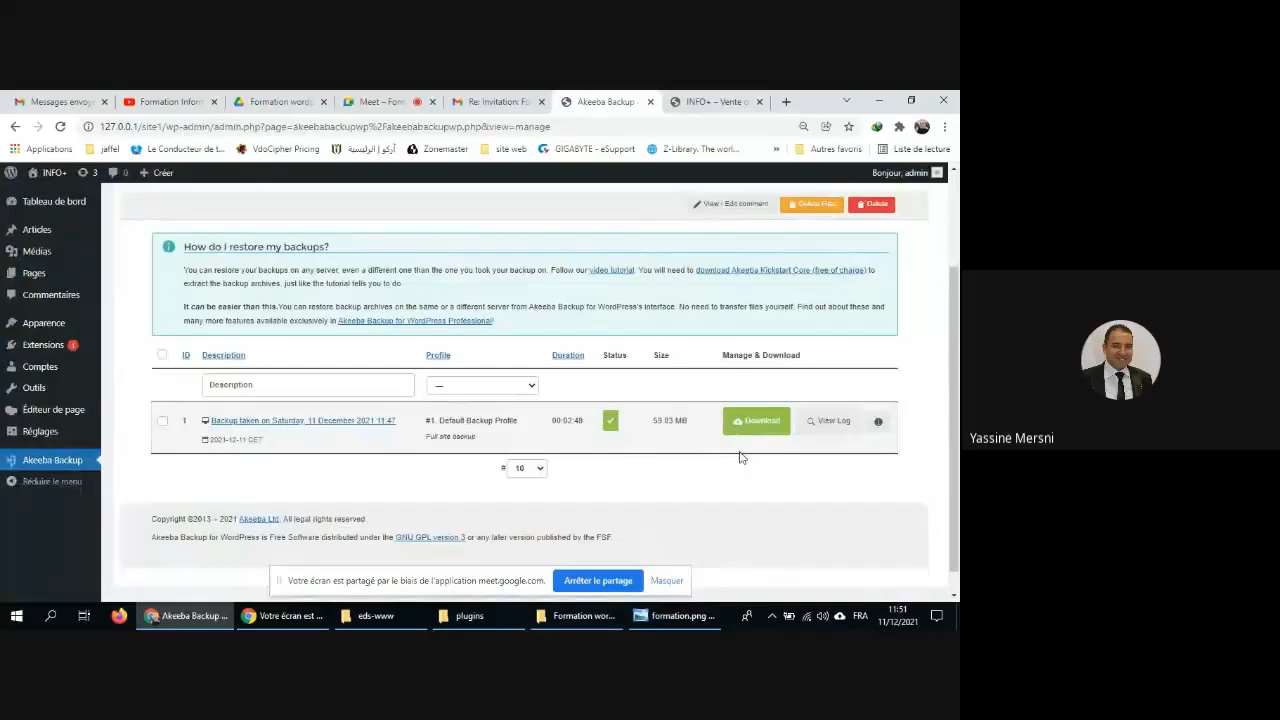 Messages envoy
Formation Inform
Formation wordp
Meet – Form
Re: Invitation: Fo
Akeeba Backup
INFO+ – Vente o
127.0.0.1/site1/wp-admin/admin.php?page=akeebabackupwp%2Fakeebabackupwp.php&view=manage
Applications
jaffel
Le Conducteur de t...
VdoCipher Pricing
أركو | الرئيسية
Zonemaster
site web
GIGABYTE - eSupport
Z-Library. The worl...
»
Autres favoris
Liste de lecture
INFO+
3
0
Créer
Bonjour, admin
Tableau de bord
Articles
Médias
Pages
Commentaires
Apparence
Extensions 1
Comptes
Outils
Éditeur de page
Réglages
Akeeba Backup
Réduire le menu
View / Edit comment
Delete Files
Delete
How do I restore my backups?
You can restore your backups on any server, even a different one than the one you took your backup on. Follow our video tutorial. You will need to download Akeeba Kickstart Core (free of charge) to
extract the backup archives, just like the tutorial tells you to do.
It can be easier than this. You can restore backup archives on the same or a different server from Akeeba Backup for WordPress's interface. No need to transfer files yourself. Find out about these and
many more features available exclusively in Akeeba Backup for WordPress Professional!
ID Description Profile Duration Status Size Manage & Download
Description
—
1 Backup taken on Saturday, 11 December 2021 11:47 #1. Default Backup Profile 00:02:48 59.03 MB Download View Log
2021-12-11 CET Full site backup
# 10
Copyright ©2013 – 2021 Akeeba Ltd. All legal rights reserved
Akeeba Backup for WordPress is Free Software distributed under the GNU GPL version 3 or any later version published by the FSF.
Votre écran est partagé par le biais de l'application meet.google.com.
Arrêter le partage
Masquer
Akeeba Backup ...
Votre écran est ...
eds-www
plugins
Formation wor...
formation.png ...
FRA
11:51
11/12/2021
Yassine Mersni